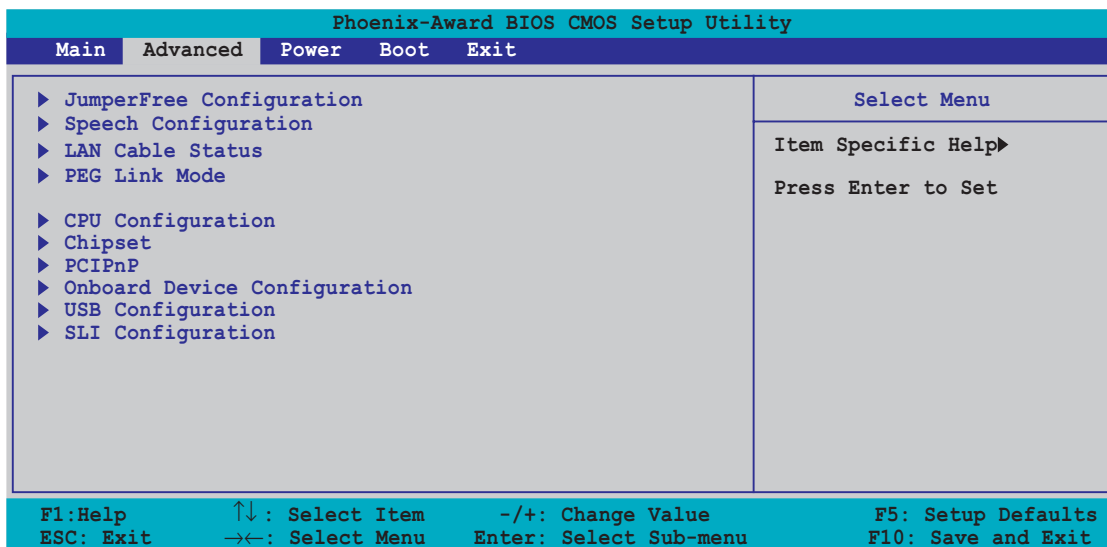 Phoenix-Award BIOS CMOS Setup Utility
Main Advanced Power Boot Exit
JumperFree Configuration
Speech Configuration
LAN Cable Status
PEG Link Mode
CPU Configuration
Chipset
PCIPnP
Onboard Device Configuration
USB Configuration
SLI Configuration
Select Menu
Item Specific Help
Press Enter to Set
F1:Help ↑↓: Select Item -/+: Change Value F5: Setup Defaults
ESC: Exit →←: Select Menu Enter: Select Sub-menu F10: Save and Exit